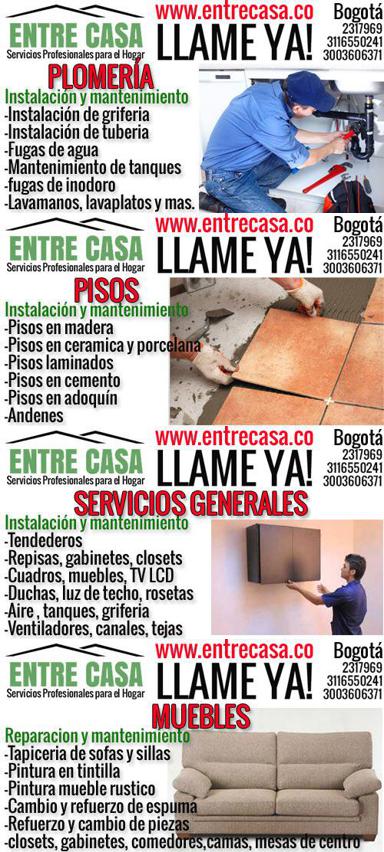 ENTRE CASA
Servicios Profesionales para el Hogar
www.entrecasa.co
LLAME YA!
Bogotá
2317969
3116550241
3003606371
PLOMERÍA
Instalación y mantenimiento
-Instalación de griferia
-Instalación de tuberia
-Fugas de agua
-Mantenimiento de tanques
-fugas de inodoro
-Lavamanos, lavaplatos y mas.
ENTRE CASA
Servicios Profesionales para el Hogar
www.entrecasa.co
LLAME YA!
Bogotá
2317969
3116550241
3003606371
PISOS
Instalación y mantenimiento
-Pisos en madera
-Pisos en ceramica y porcelana
-Pisos laminados
-Pisos en cemento
-Pisos en adoquín
-Andenes
ENTRE CASA
Servicios Profesionales para el Hogar
www.entrecasa.co
LLAME YA!
Bogotá
2317969
3116550241
3003606371
SERVICIOS GENERALES
Instalación y mantenimiento
-Tendederos
-Repisas, gabinetes, closets
-Cuadros, muebles, TV LCD
-Duchas, luz de techo, rosetas
-Aire , tanques, griferia
-Ventiladores, canales, tejas
ENTRE CASA
Servicios Profesionales para el Hogar
www.entrecasa.co
LLAME YA!
Bogotá
2317969
3116550241
3003606371
MUEBLES
Reparacion y mantenimiento
-Tapiceria de sofas y sillas
-Pintura en tintilla
-Pintura mueble rustico
-Cambio y refuerzo de espuma
-Refuerzo y cambio de piezas
-closets, gabinetes, comedores,camas, mesas de centro